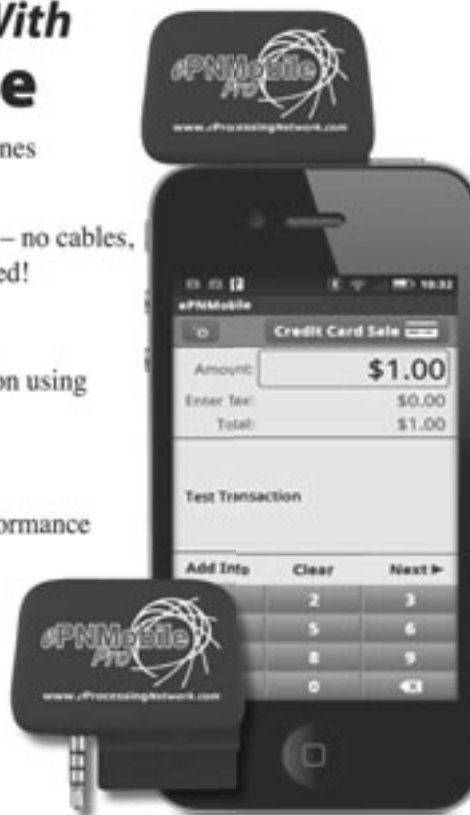 With
e
nes
– no cables,
ed!
on using
ormance
ePNMobile
Pro
www.eProcessingNetwork.com
10:32
ePNMobile
Credit Card Sale
Amount: $1.00
Enter Tax: $0.00
Total: $1.00
Test Transaction
Add Info Clear Next ►
2 3
5 6
8 9
0
ePNMobile
Pro
www.eProcessingNetwork.com